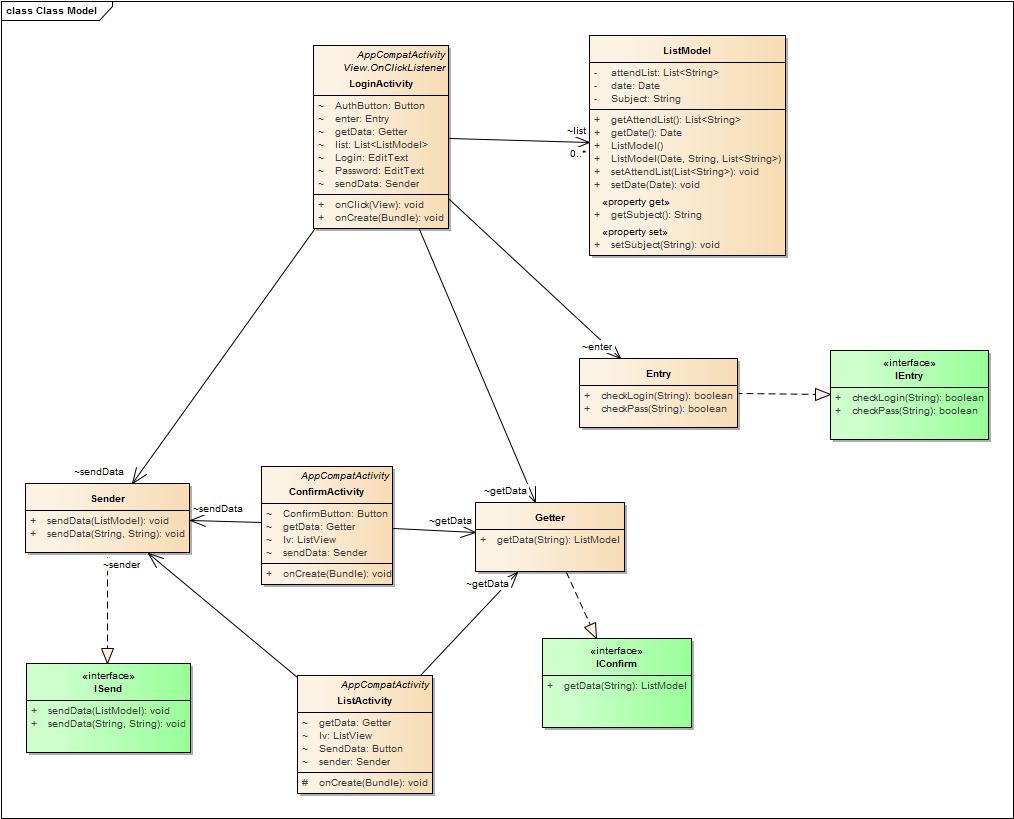 class Class Model
AppCompatActivity
View.OnClickListener
LoginActivity
~ AuthButton: Button
~ enter: Entry
~ getData: Getter
~ list: List<ListModel>
~ Login: EditText
~ Password: EditText
~ sendData: Sender
+ onClick(View): void
+ onCreate(Bundle): void
~list
0..*
ListModel
- attendList: List<String>
- date: Date
- Subject: String
+ getAttendList(): List<String>
+ getDate(): Date
+ ListModel()
+ ListModel(Date, String, List<String>)
+ setAttendList(List<String>): void
+ setDate(Date): void
«property get»
+ getSubject(): String
«property set»
+ setSubject(String): void
~enter
Entry
+ checkLogin(String): boolean
+ checkPass(String): boolean
«interface»
IEntry
+ checkLogin(String): boolean
+ checkPass(String): boolean
~sendData
Sender
+ sendData(ListModel): void
+ sendData(String, String): void
~sendData
~sender
AppCompatActivity
ConfirmActivity
~ ConfirmButton: Button
~ getData: Getter
~ lv: ListView
~ sendData: Sender
+ onCreate(Bundle): void
~getData
~getData
~getData
Getter
+ getData(String): ListModel
«interface»
ISend
+ sendData(ListModel): void
+ sendData(String, String): void
AppCompatActivity
ListActivity
~ getData: Getter
~ lv: ListView
~ SendData: Button
~ sender: Sender
# onCreate(Bundle): void
«interface»
IConfirm
+ getData(String): ListModel